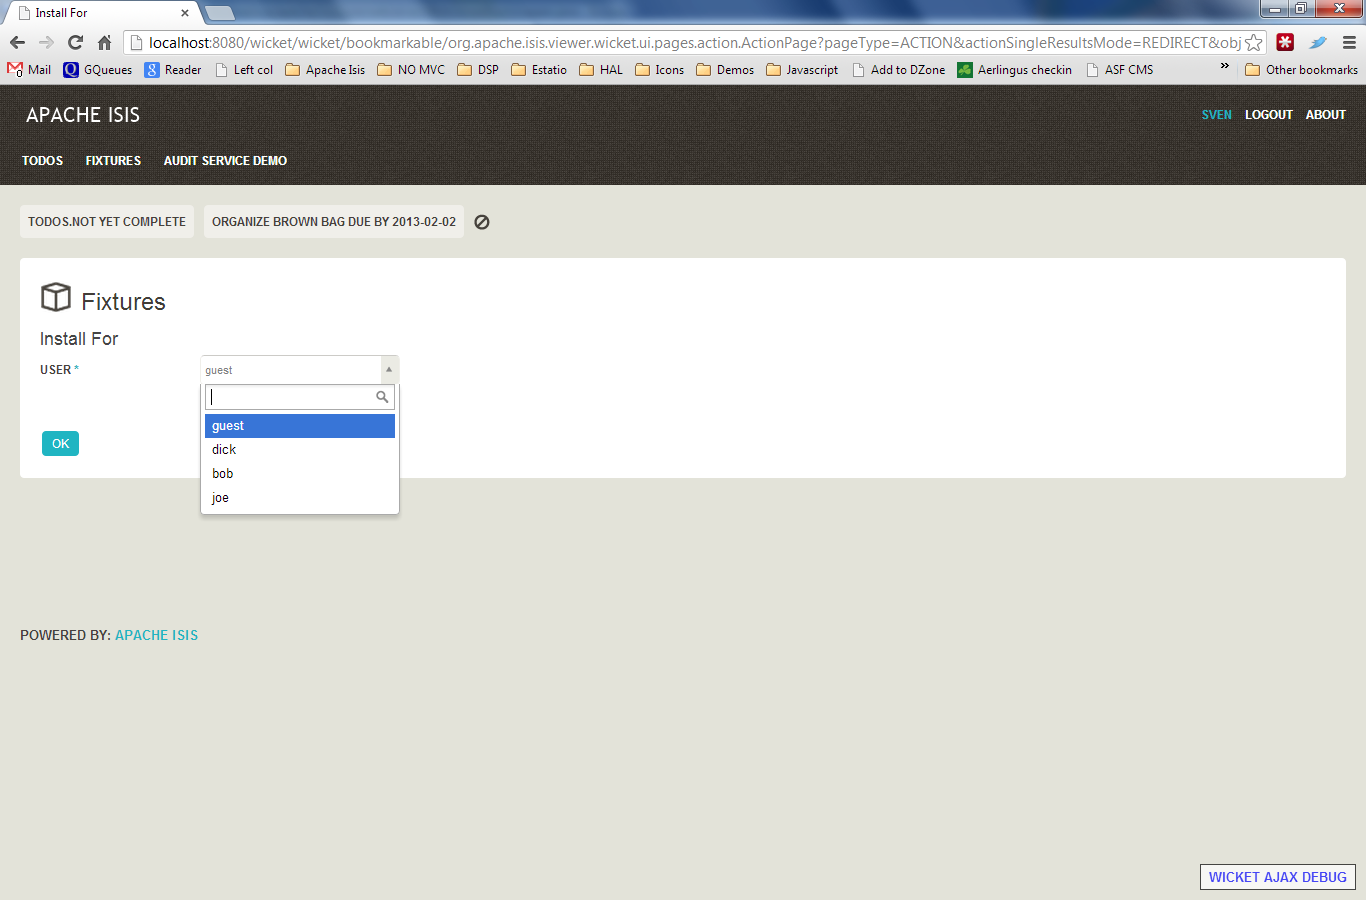 Install For
localhost:8080/wicket/wicket/bookmarkable/org.apache.isis.viewer.wicket.ui.pages.action.ActionPage?pageType=ACTION&actionSingleResultsMode=REDIRECT&obj
Mail GQueues Reader Left col Apache Isis NO MVC DSP Estatio HAL Icons Demos Javascript Add to DZone Aerlingus checkin ASF CMS » Other bookmarks
APACHE ISIS
SVEN LOGOUT ABOUT
TODOS FIXTURES AUDIT SERVICE DEMO
TODOS.NOT YET COMPLETE ORGANIZE BROWN BAG DUE BY 2013-02-02
Fixtures
Install For
USER * guest
guest
dick
bob
joe
OK
POWERED BY: APACHE ISIS
WICKET AJAX DEBUG